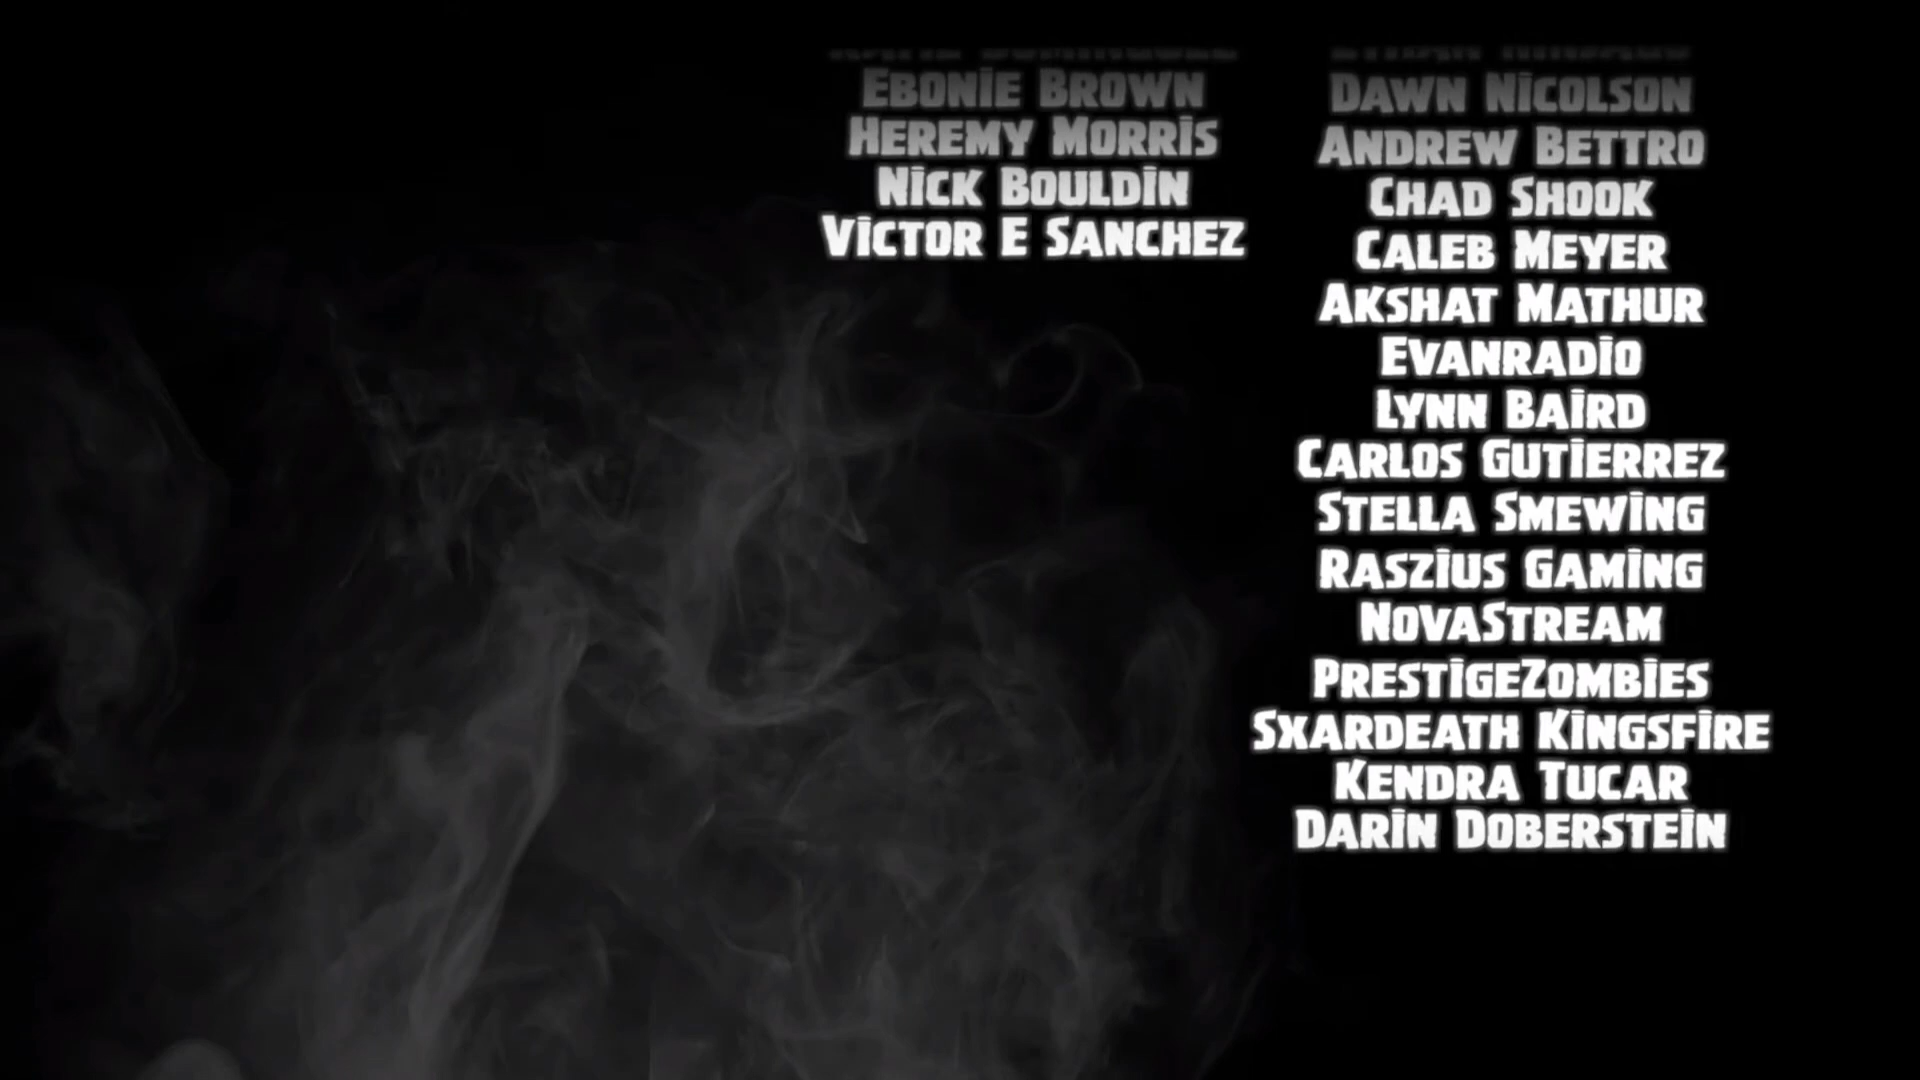 Ebonie Brown
Heremy Morris
Nick Bouldin
Victor E Sanchez
Dawn Nicolson
Andrew Bettro
Chad Shook
Caleb Meyer
Akshat Mathur
Evanradio
Lynn Baird
Carlos Gutierrez
Stella Smewing
Raszius Gaming
NovaStream
PrestigeZombies
Sxardeath Kingsfire
Kendra Tucar
Darin Doberstein